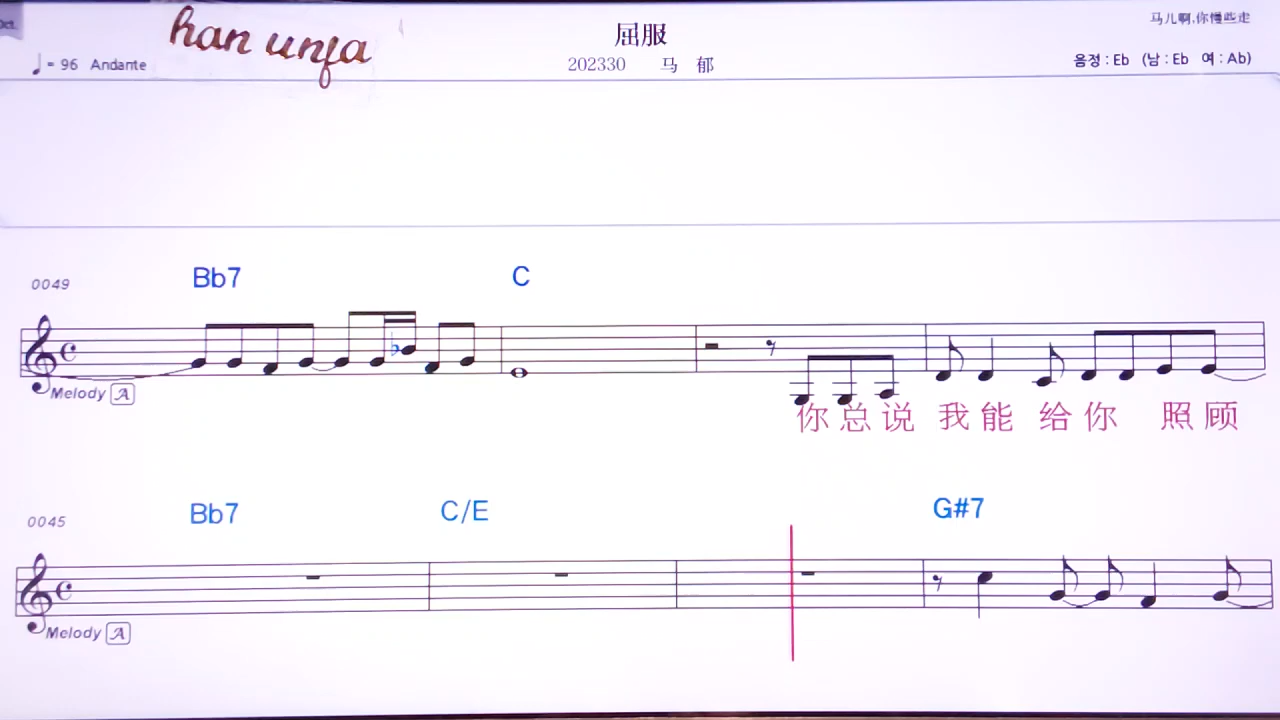 Oct.
han unfa
屈服
马儿啊,你慢些走
♩= 96 Andante
202330 马 郁
음정 : Eb (남 : Eb 여 : Ab)
0049
Bb7 C
Melody A
你总说 我能 给你 照顾
0045
Bb7 C/E G#7
Melody A